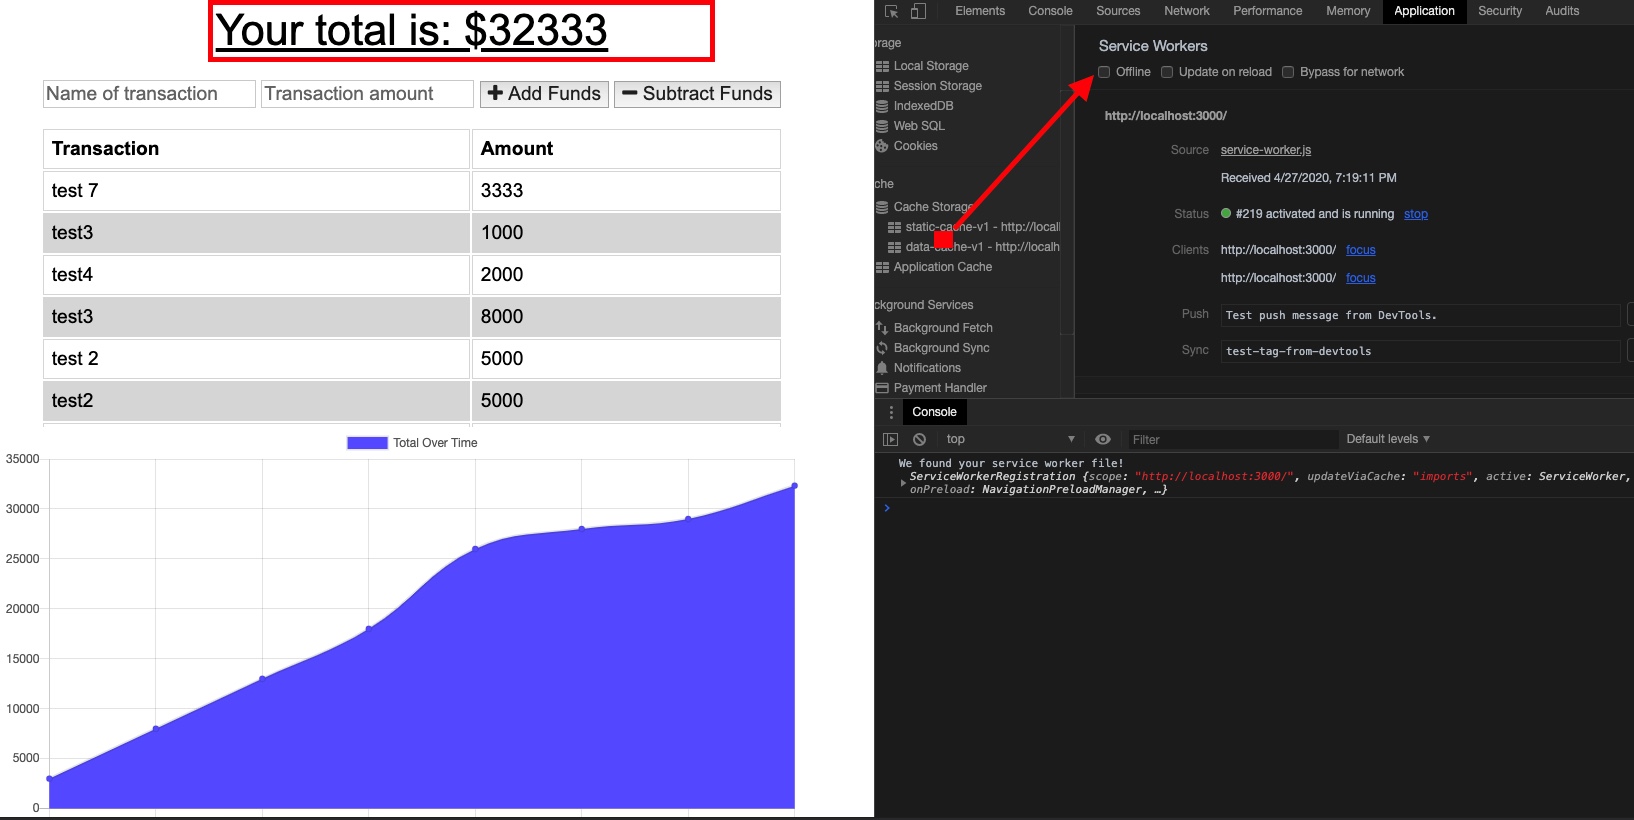 Your total is: $32333
Name of transaction
Transaction amount
Add Funds
Subtract Funds
Transaction Amount
test 7 3333
test3 1000
test4 2000
test3 8000
test 2 5000
test2 5000
Total Over Time
35000
30000
25000
20000
15000
10000
5000
0
Elements Console Sources Network Performance Memory Application Security Audits
rage
Local Storage
Session Storage
IndexedDB
Web SQL
Cookies
che
Cache Storage
static-cache-v1 - http://locall
data-cache-v1 - http://localh
Application Cache
ckground Services
Background Fetch
Background Sync
Notifications
Payment Handler
Service Workers
Offline Update on reload Bypass for network
http://localhost:3000/
Source service-worker.js
Received 4/27/2020, 7:19:11 PM
Status #219 activated and is running stop
Clients http://localhost:3000/ focus
http://localhost:3000/ focus
Push Test push message from DevTools.
Sync test-tag-from-devtools
Console
top Filter Default levels
We found your service worker file!
ServiceWorkerRegistration {scope: "http://localhost:3000/", updateViaCache: "imports", active: ServiceWorker,
onPreload: NavigationPreloadManager, …}